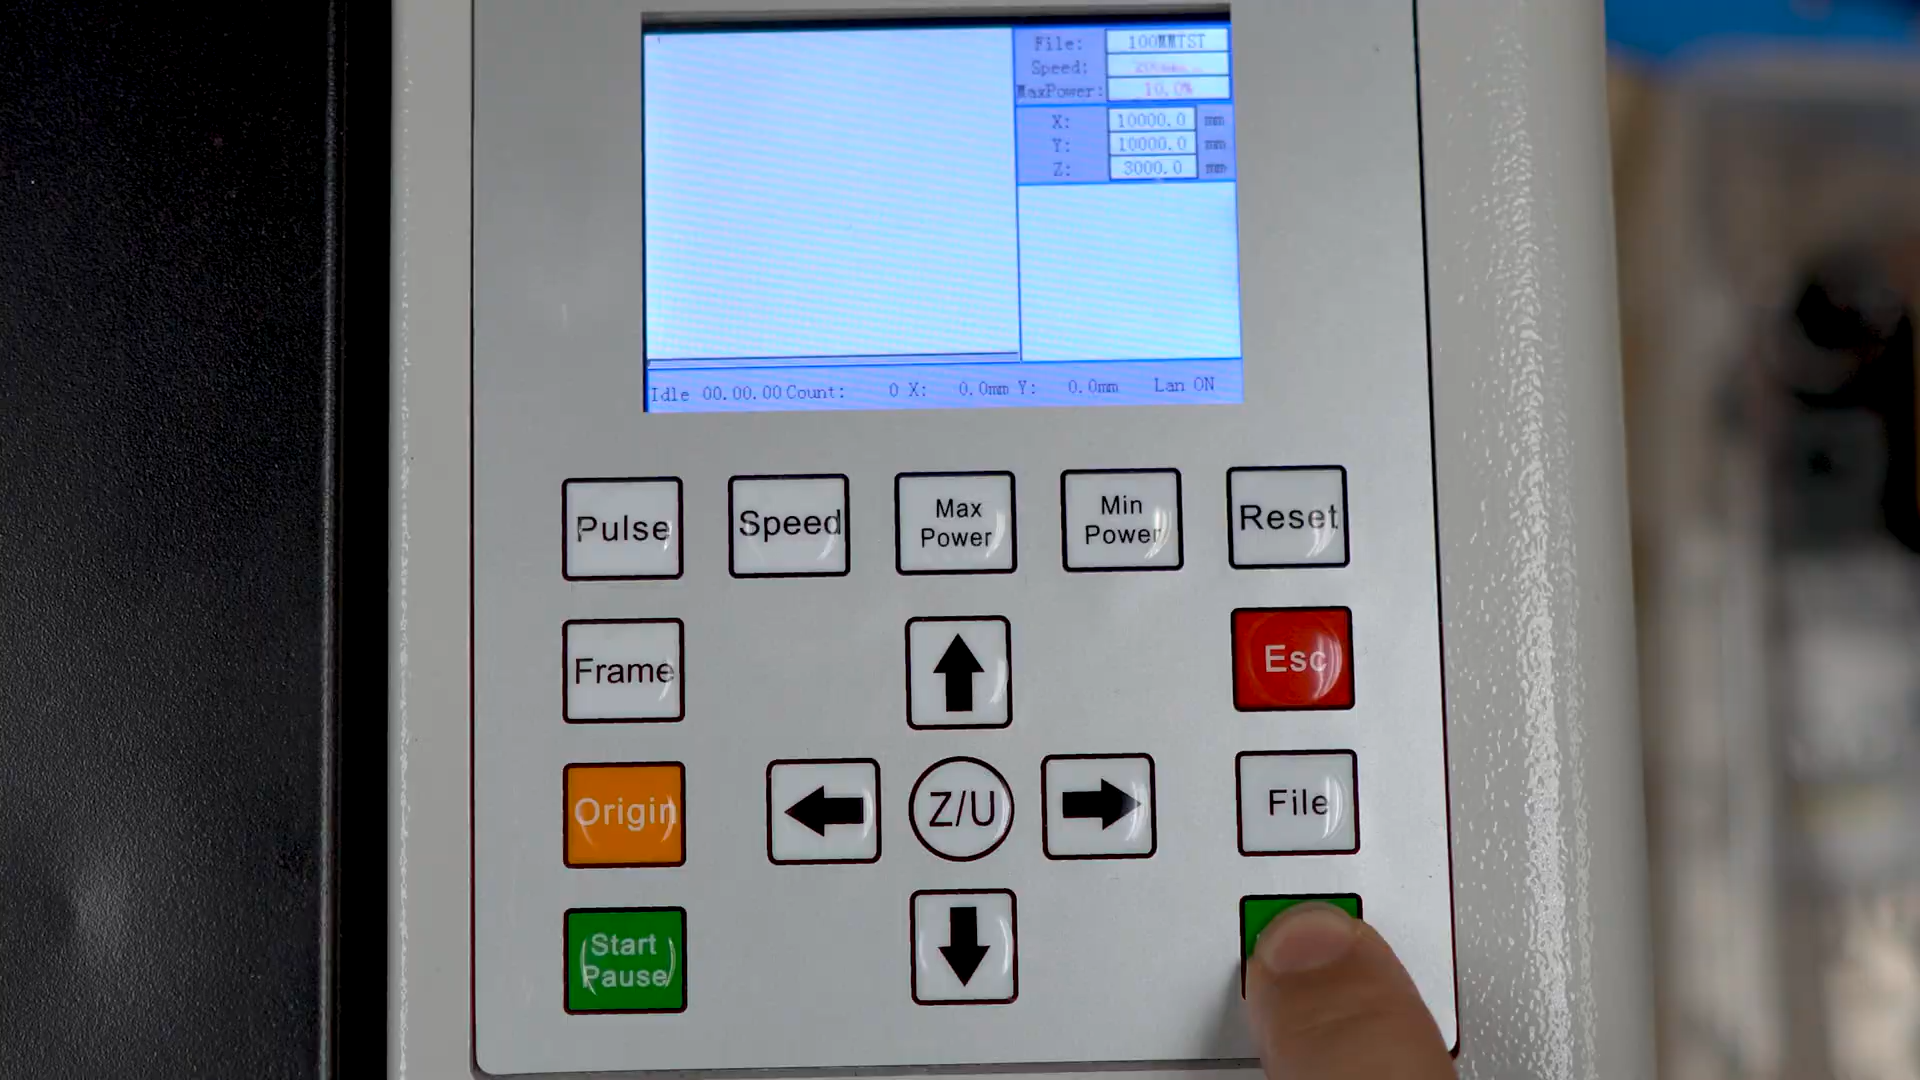 File: 100MMTST
Speed:
MaxPower: 10.0%
X: 10000.0 mm
Y: 10000.0 mm
Z: 3000.0 mm
Idle 00.00.00 Count: 0 X: 0.0mm Y: 0.0mm Lan ON
Pulse
Speed
Max
Power
Min
Power
Reset
Frame
Esc
Origin
Z/U
File
Start
Pause